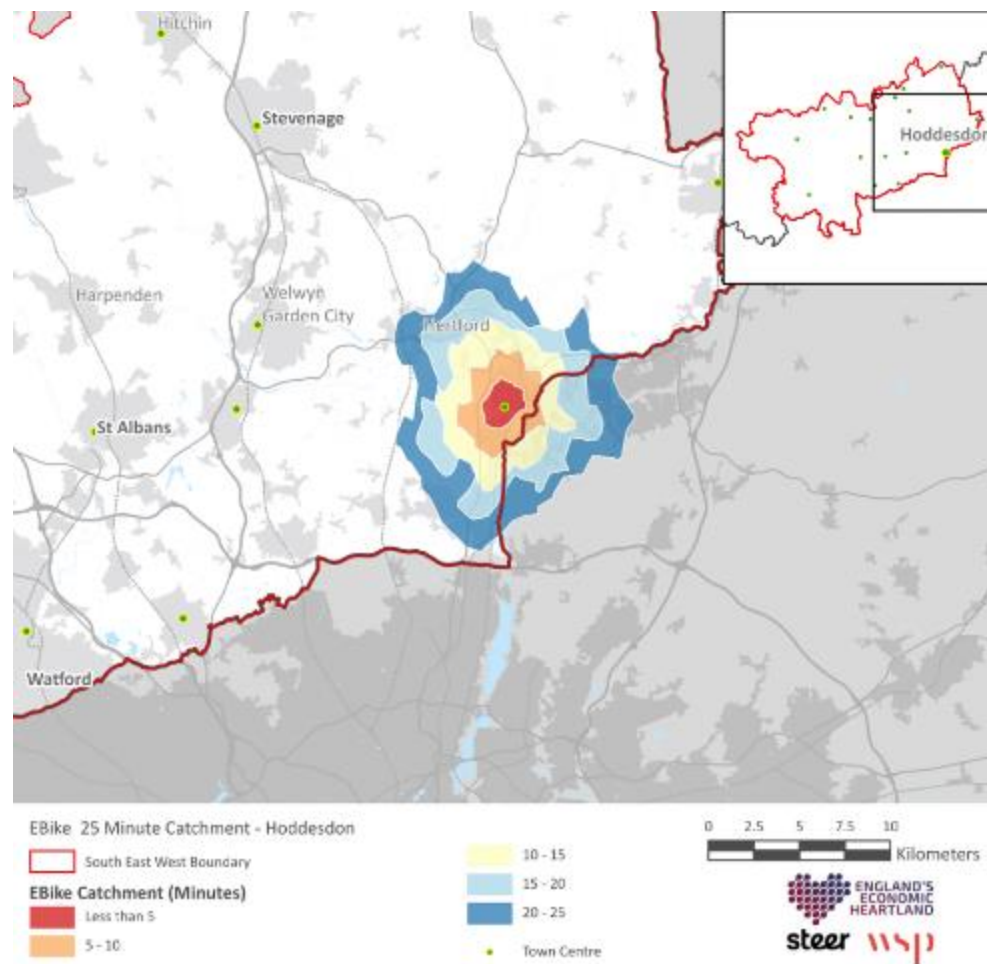 Hitchin
Stevenage
Hoddesdon
Harpenden
Welwyn
Garden City
Hertford
St Albans
Watford
EBike 25 Minute Catchment - Hoddesdon
South East West Boundary
EBike Catchment (Minutes)
Less than 5
5 - 10
10 - 15
15 - 20
20 - 25
Town Centre
0 2.5 5 7.5 10
Kilometers
ENGLAND'S
ECONOMIC
HEARTLAND
steer wsp